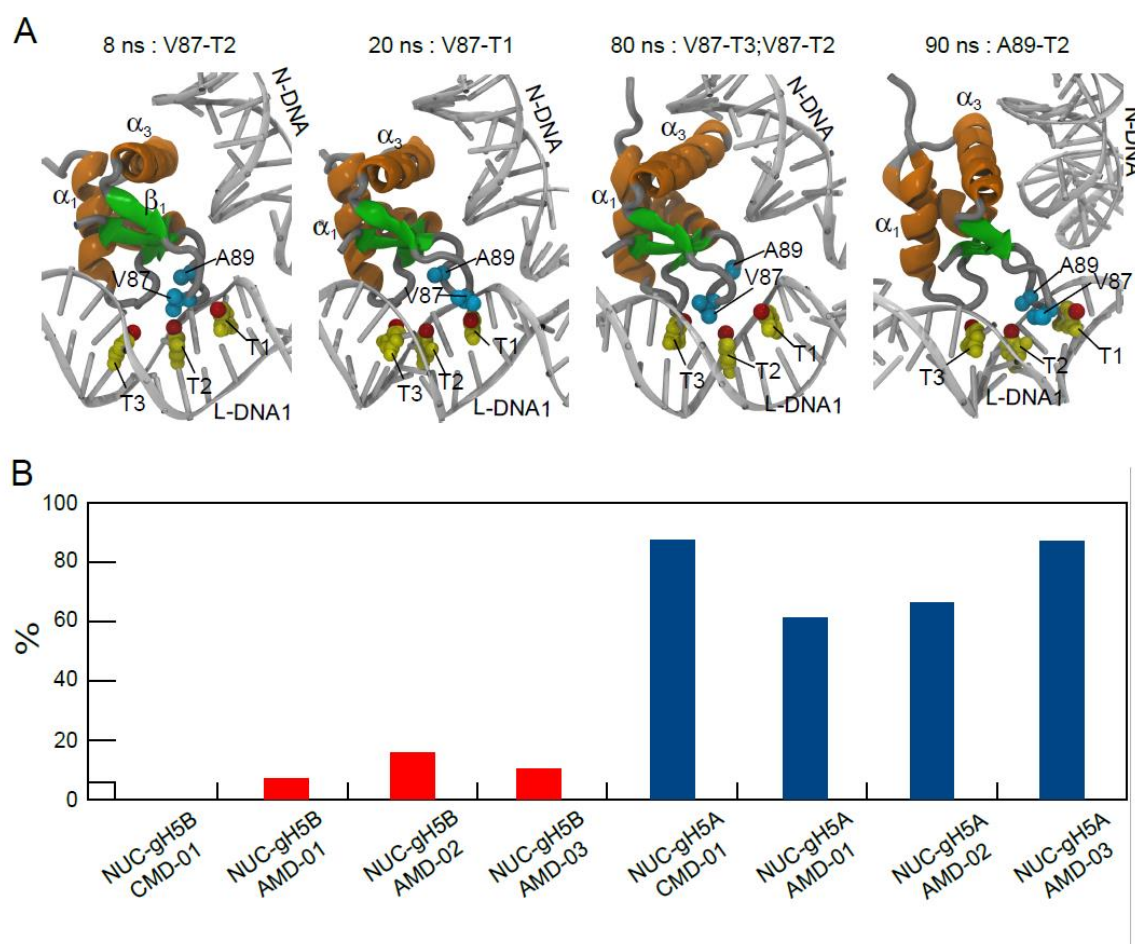 A
8 ns : V87-T2
20 ns : V87-T1
80 ns : V87-T3;V87-T2
90 ns : A89-T2
α3
N-DNA
α1
β1
A89
V87
T1
T2
T3
L-DNA1
α3
N-DNA
α1
A89
V87
T1
T3
T2
L-DNA1
α3
N-DNA
α1
A89
V87
T1
T3
T2
L-DNA1
α3
N-DNA
α1
A89
V87
T1
T3
T2
L-DNA1
B
100
80
60
40
20
0
%
NUC-gH5B
CMD-01
NUC-gH5B
AMD-01
NUC-gH5B
AMD-02
NUC-gH5B
AMD-03
NUC-gH5A
CMD-01
NUC-gH5A
AMD-01
NUC-gH5A
AMD-02
NUC-gH5A
AMD-03